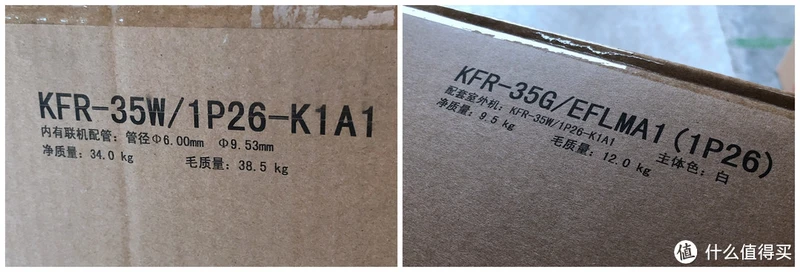 KFR-35W/1P26-K1A1
内有联机配管：管径Φ6.00mm Φ9.53mm
净质量：34.0 kg 毛质量：38.5 kg
KFR-35G/EFLMA1(1P26)
配套室外机：KFR-35W/1P26-K1A1
净质量：9.5 kg 毛质量：12.0 kg 主体色：白
值 什么值得买